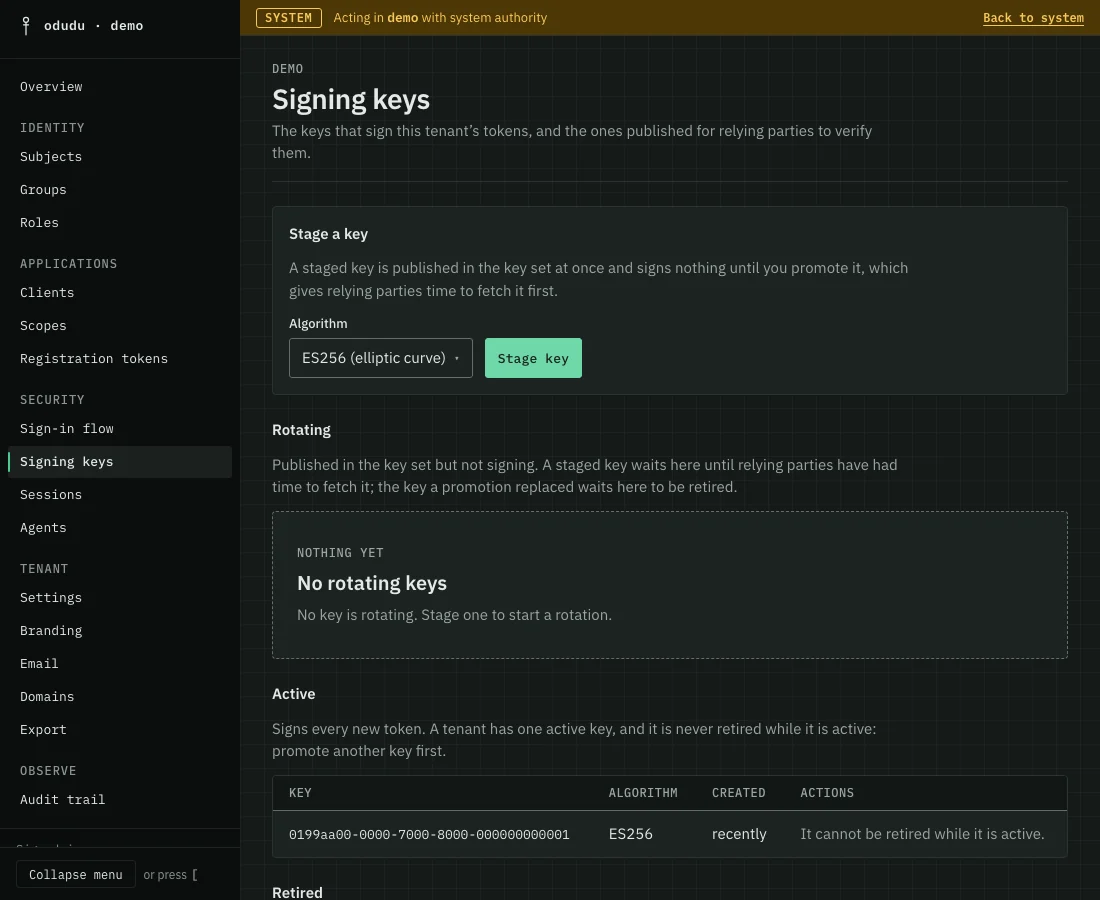 odudu · demo
Overview
IDENTITY
Subjects
Groups
Roles
APPLICATIONS
Clients
Scopes
Registration tokens
SECURITY
Sign-in flow
Signing keys
Sessions
Agents
TENANT
Settings
Branding
Email
Domains
Export
OBSERVE
Audit trail
Collapse menu or press [
SYSTEM Acting in demo with system authority Back to system
DEMO
Signing keys
The keys that sign this tenant’s tokens, and the ones published for relying parties to verify
them.
Stage a key
A staged key is published in the key set at once and signs nothing until you promote it, which
gives relying parties time to fetch it first.
Algorithm
ES256 (elliptic curve) Stage key
Rotating
Published in the key set but not signing. A staged key waits here until relying parties have had
time to fetch it; the key a promotion replaced waits here to be retired.
NOTHING YET
No rotating keys
No key is rotating. Stage one to start a rotation.
Active
Signs every new token. A tenant has one active key, and it is never retired while it is active:
promote another key first.
KEY ALGORITHM CREATED ACTIONS
0199aa00-0000-7000-8000-000000000001 ES256 recently It cannot be retired while it is active.
Retired